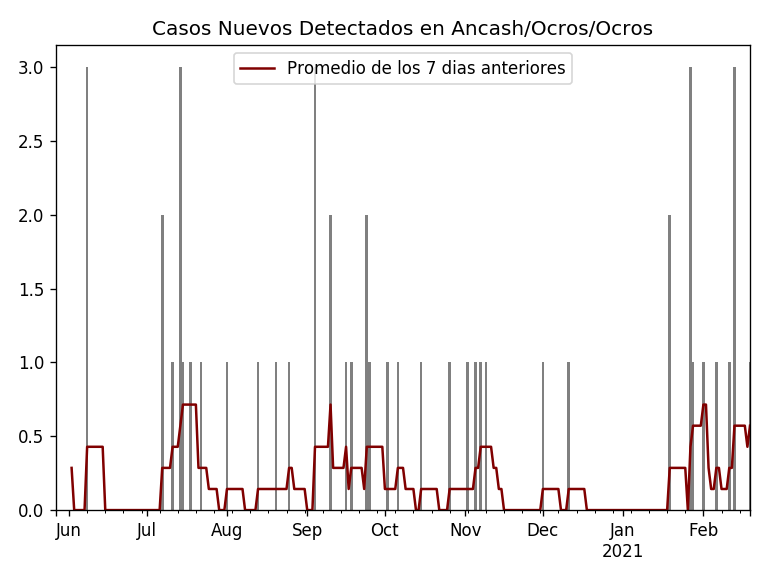 Casos Nuevos Detectados en Ancash/Ocros/Ocros
Promedio de los 7 dias anteriores
3.0
2.5
2.0
1.5
1.0
0.5
0.0
Jun Jul Aug Sep Oct Nov Dec Jan Feb
2021